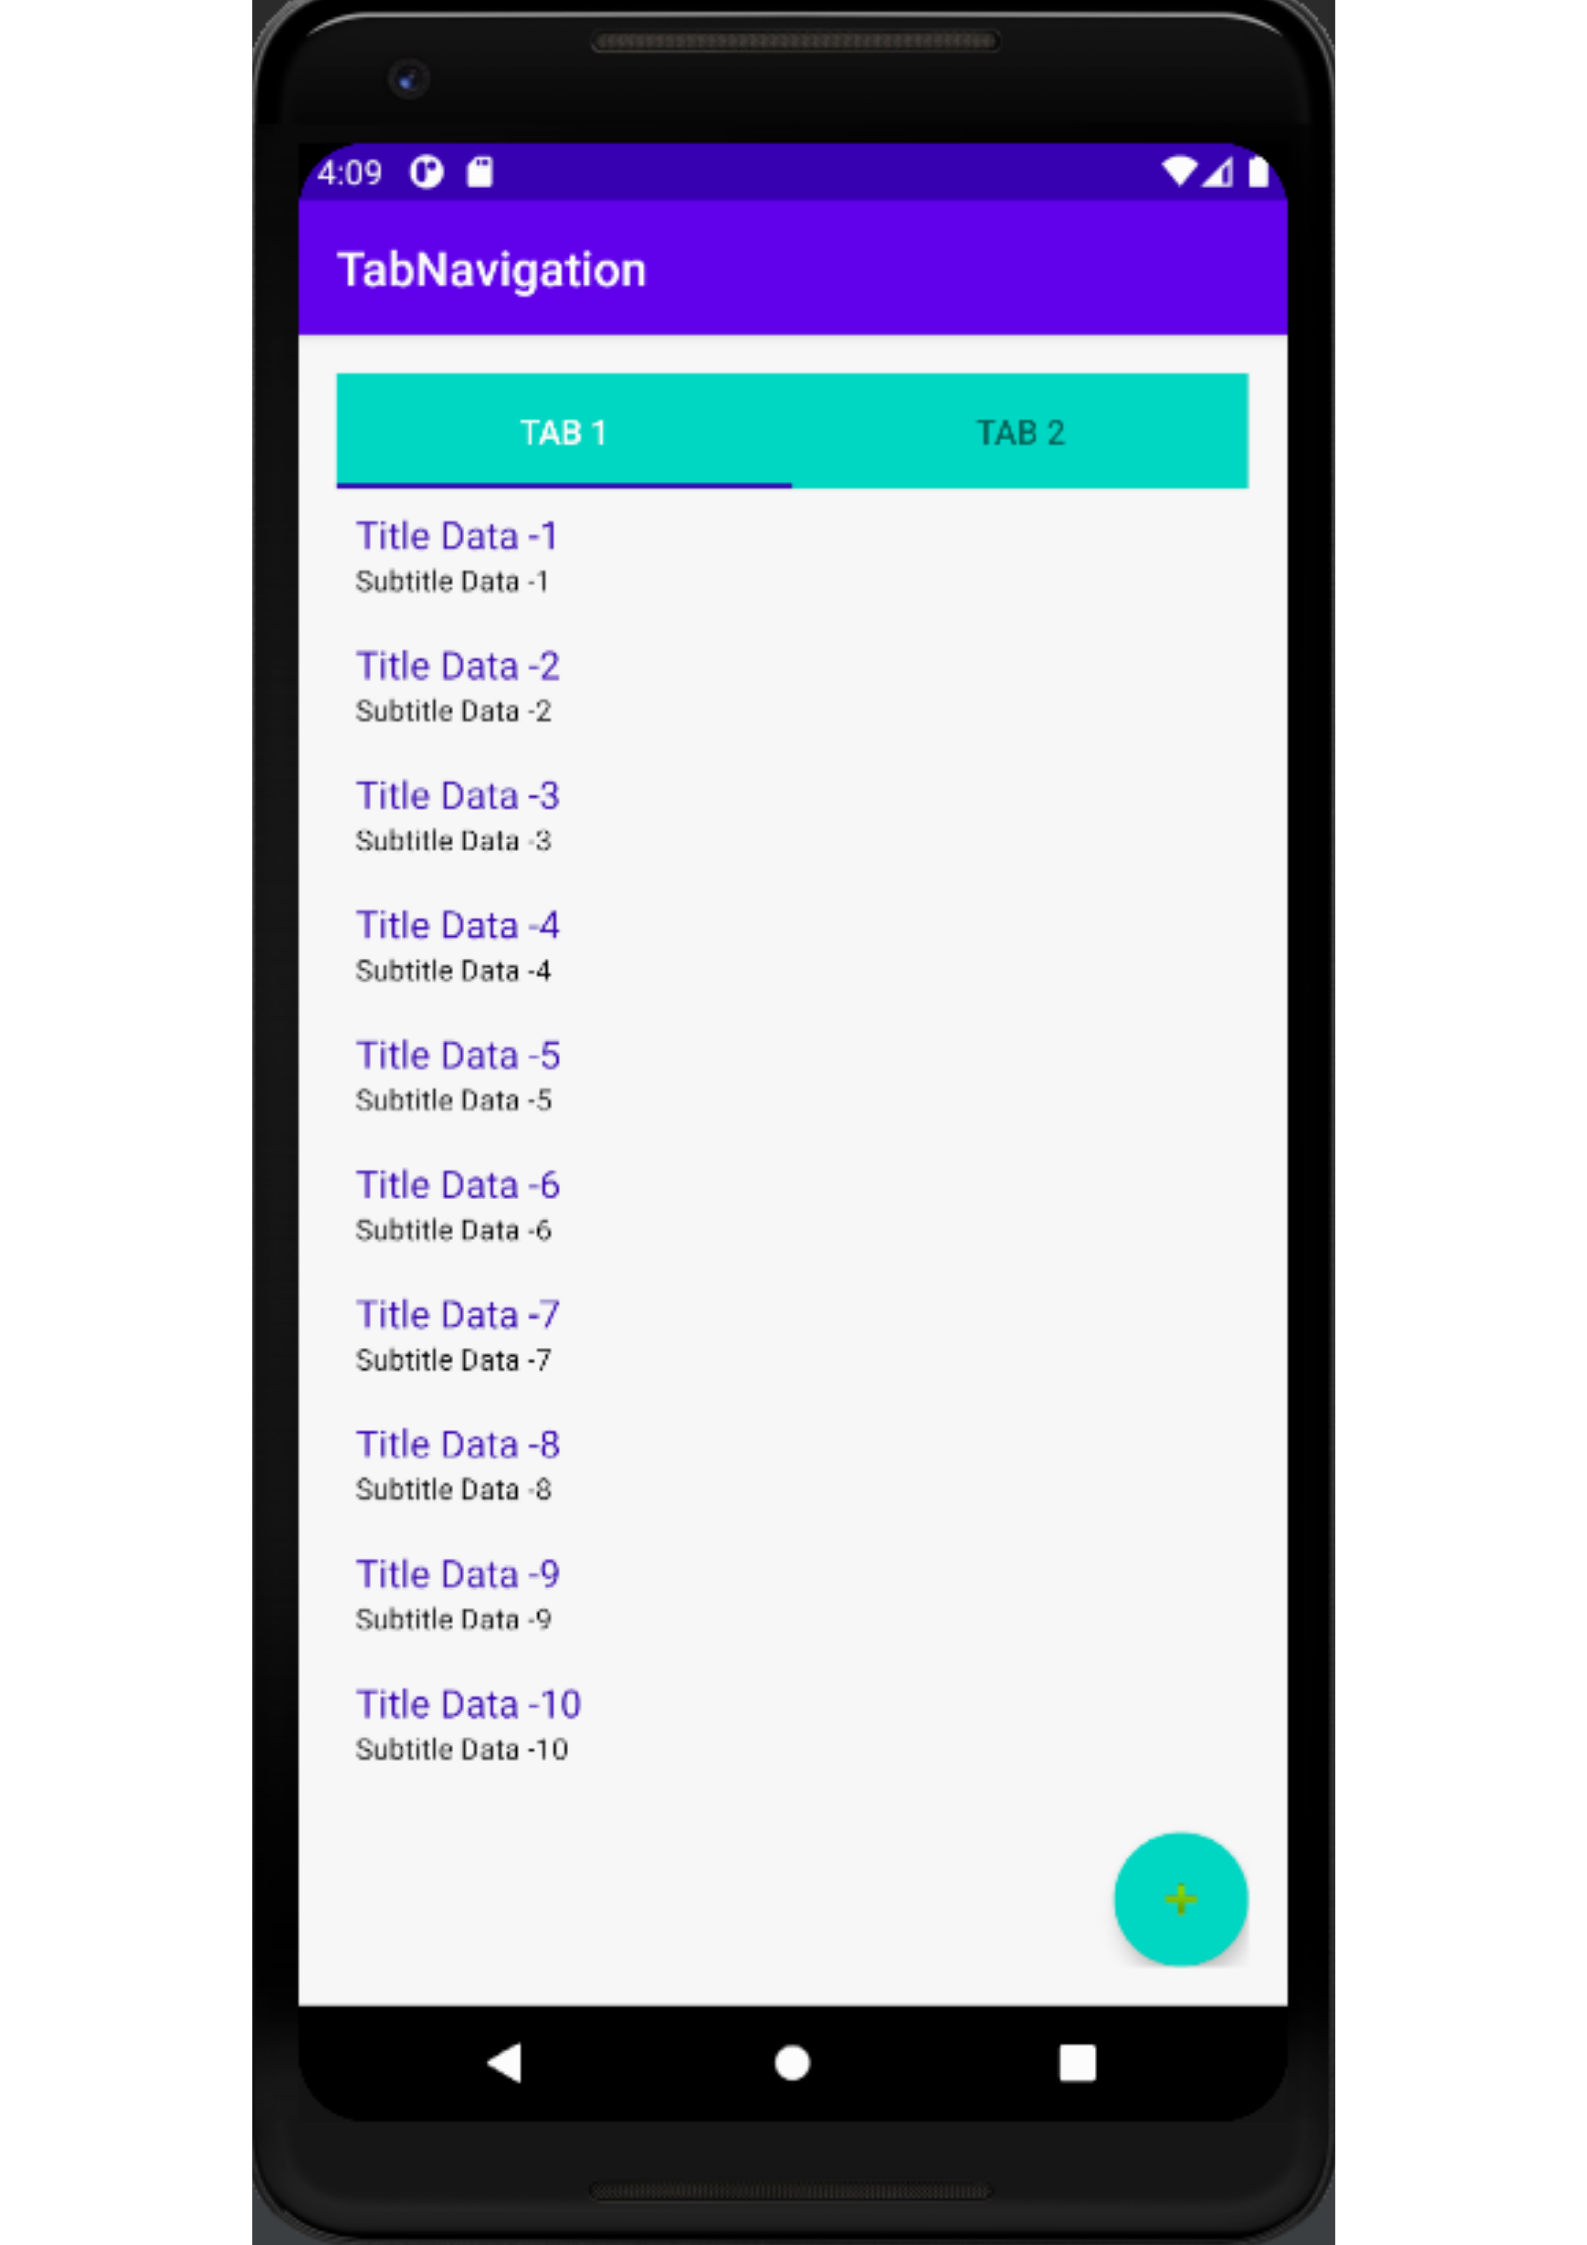 4:09
TabNavigation
TAB 1
TAB 2
Title Data -1
Subtitle Data -1
Title Data -2
Subtitle Data -2
Title Data -3
Subtitle Data -3
Title Data -4
Subtitle Data -4
Title Data -5
Subtitle Data -5
Title Data -6
Subtitle Data -6
Title Data -7
Subtitle Data -7
Title Data -8
Subtitle Data -8
Title Data -9
Subtitle Data -9
Title Data -10
Subtitle Data -10
+